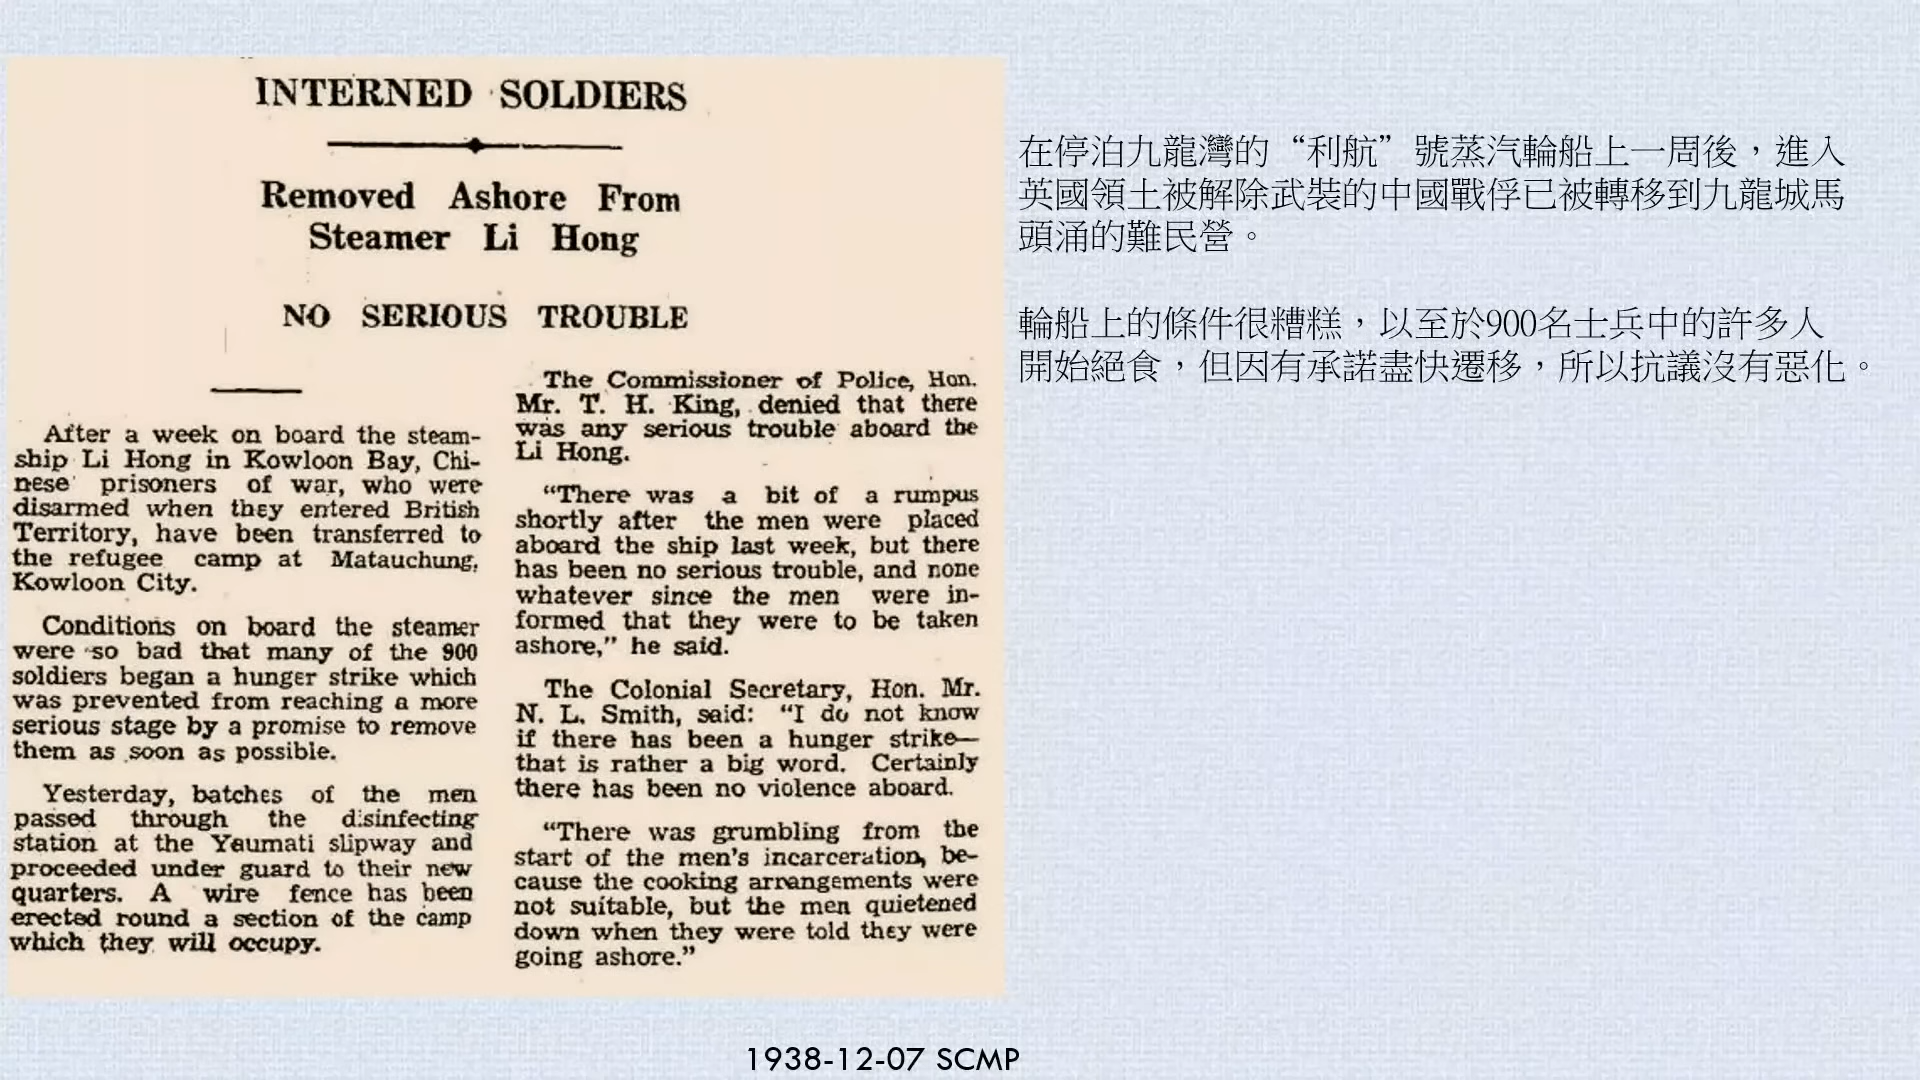 INTERNED SOLDIERS
Removed Ashore From
Steamer Li Hong
NO SERIOUS TROUBLE
After a week on board the steam-
ship Li Hong in Kowloon Bay, Chi-
nese prisoners of war, who were
disarmed when they entered British
Territory, have been transferred to
the refugee camp at Matauchung,
Kowloon City.
Conditions on board the steamer
were so bad that many of the 900
soldiers began a hunger strike which
was prevented from reaching a more
serious stage by a promise to remove
them as soon as possible.
Yesterday, batches of the men
passed through the disinfecting
station at the Yaumati slipway and
proceeded under guard to their new
quarters. A wire fence has been
erected round a section of the camp
which they will occupy.
The Commissioner of Police, Hon.
Mr. T. H. King, denied that there
was any serious trouble aboard the
Li Hong.
“There was a bit of a rumpus
shortly after the men were placed
aboard the ship last week, but there
has been no serious trouble, and none
whatever since the men were in-
formed that they were to be taken
ashore,” he said.
The Colonial Secretary, Hon. Mr.
N. L. Smith, said: “I do not know
if there has been a hunger strike—
that is rather a big word. Certainly
there has been no violence aboard.
“There was grumbling from the
start of the men’s incarceration, be-
cause the cooking arrangements were
not suitable, but the men quietened
down when they were told they were
going ashore.”
在停泊九龍灣的“利航”號蒸汽輪船上一周後，進入
英國領土被解除武裝的中國戰俘已被轉移到九龍城馬
頭涌的難民營。
輪船上的條件很糟糕，以至於900名士兵中的許多人
開始絕食，但因有承諾盡快遷移，所以抗議沒有惡化。
1938-12-07 SCMP